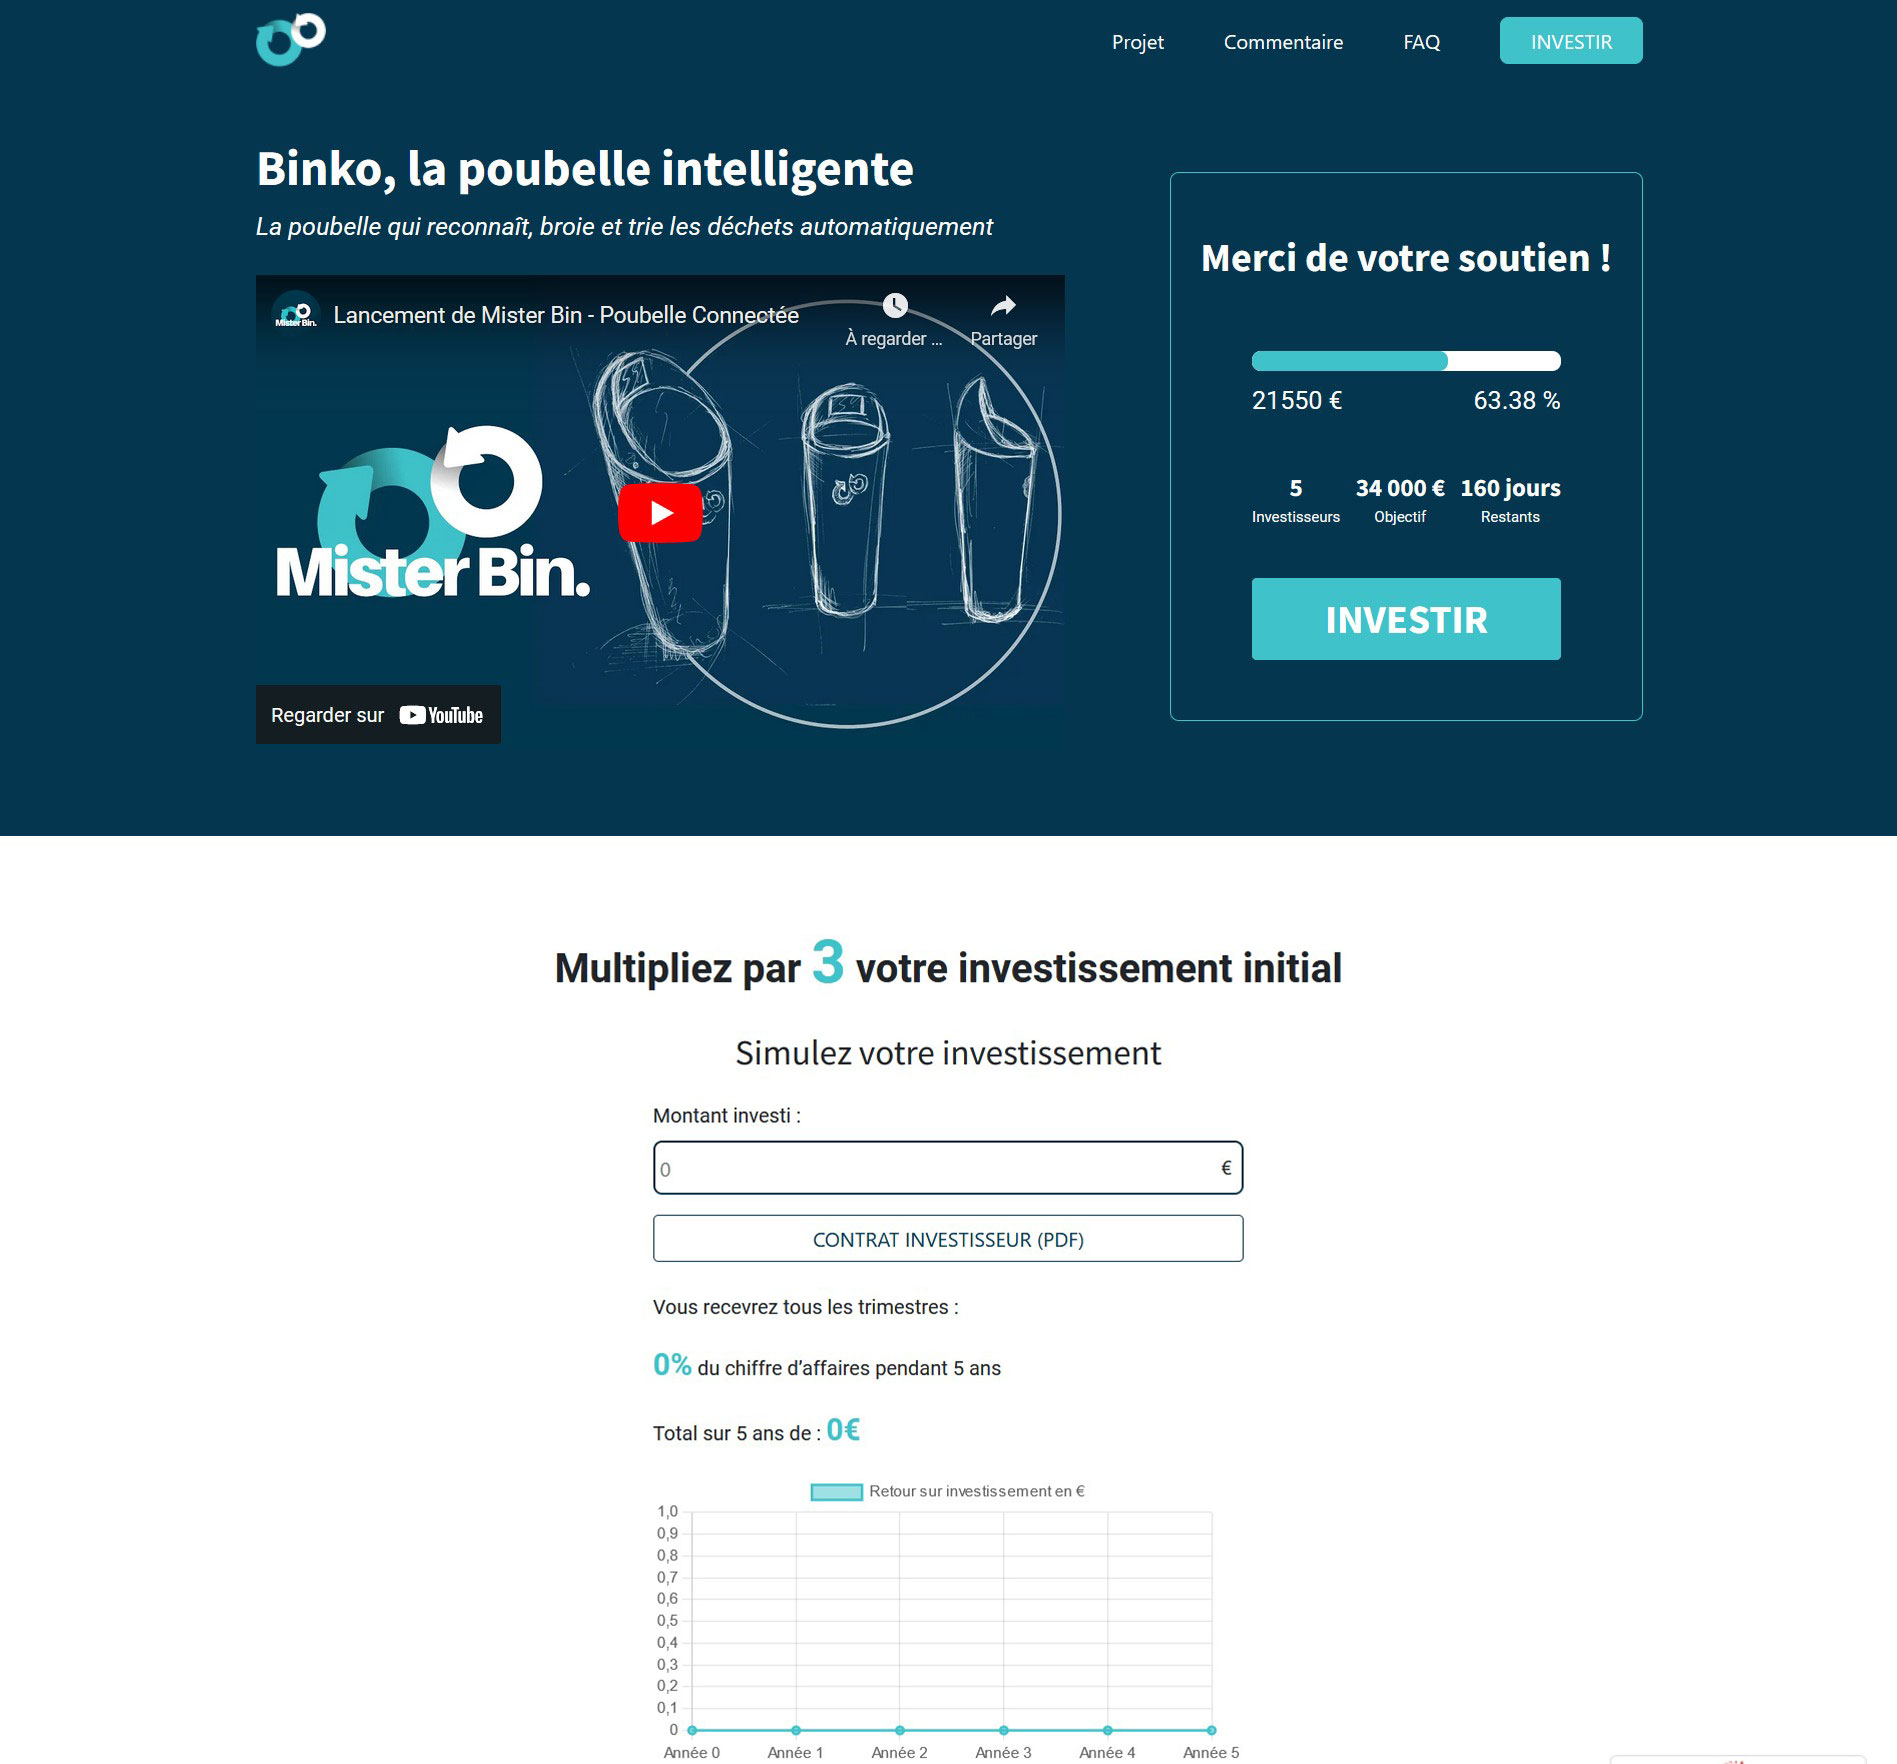 Projet
Commentaire
FAQ
INVESTIR
Binko, la poubelle intelligente
La poubelle qui reconnaît, broie et trie les déchets automatiquement
Mister Bin.
Lancement de Mister Bin - Poubelle Connectée
À regarder ...
Partager
Mister Bin.
Regarder sur YouTube
Merci de votre soutien !
21550 €
63.38 %
5
Investisseurs
34 000 €
Objectif
160 jours
Restants
INVESTIR
Multipliez par 3 votre investissement initial
Simulez votre investissement
Montant investi :
0 €
CONTRAT INVESTISSEUR (PDF)
Vous recevrez tous les trimestres :
0% du chiffre d’affaires pendant 5 ans
Total sur 5 ans de : 0€
Retour sur investissement en €
1,0
0,9
0,8
0,7
0,6
0,5
0,4
0,3
0,2
0,1
0
Année 0
Année 1
Année 2
Année 3
Année 4
Année 5